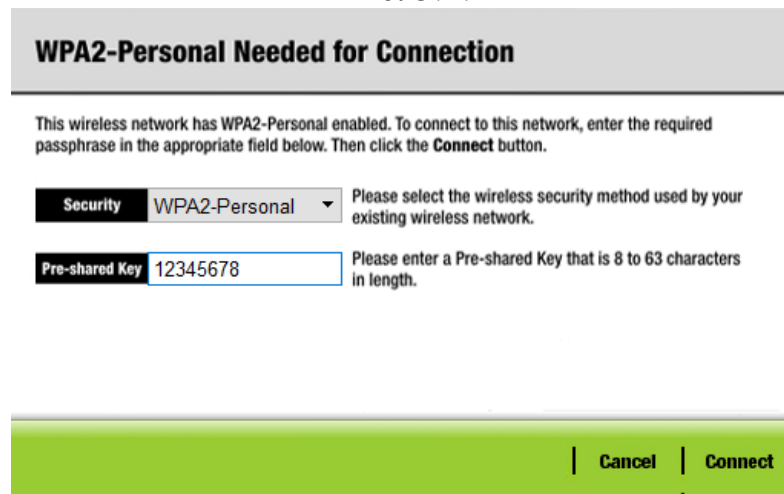 WPA2-Personal Needed for Connection
This wireless network has WPA2-Personal enabled. To connect to this network, enter the required
passphrase in the appropriate field below. Then click the Connect button.
Security WPA2-Personal Please select the wireless security method used by your
existing wireless network.
Pre-shared Key 12345678 Please enter a Pre-shared Key that is 8 to 63 characters
in length.
Cancel Connect